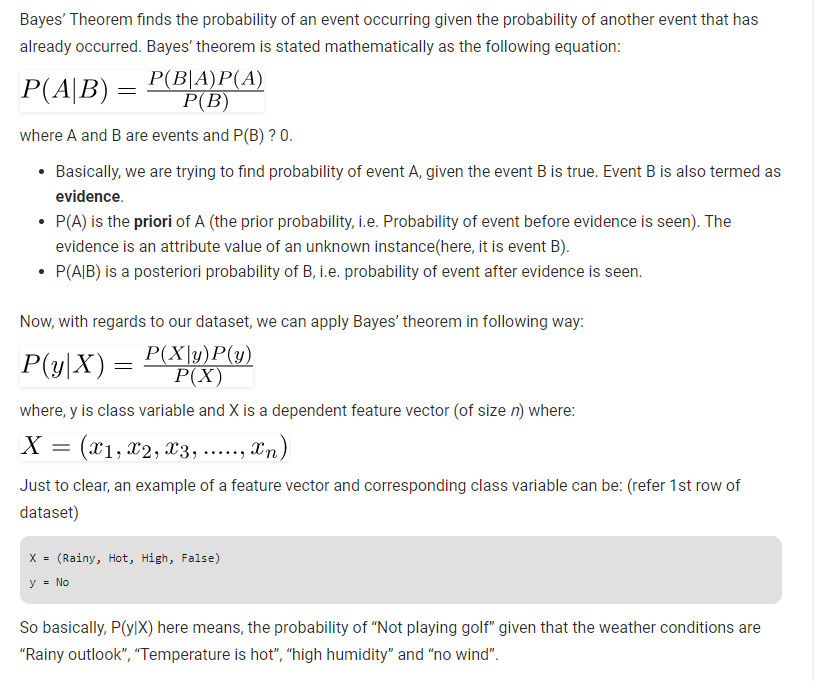 Bayes’ Theorem finds the probability of an event occurring given the probability of another event that has
already occurred. Bayes’ theorem is stated mathematically as the following equation:
P(A|B) = P(B|A)P(A) / P(B)
where A and B are events and P(B) ? 0.
• Basically, we are trying to find probability of event A, given the event B is true. Event B is also termed as
evidence.
• P(A) is the priori of A (the prior probability, i.e. Probability of event before evidence is seen). The
evidence is an attribute value of an unknown instance(here, it is event B).
• P(A|B) is a posteriori probability of B, i.e. probability of event after evidence is seen.
Now, with regards to our dataset, we can apply Bayes’ theorem in following way:
P(y|X) = P(X|y)P(y) / P(X)
where, y is class variable and X is a dependent feature vector (of size n) where:
X = (x₁, x₂, x₃, ....., xₙ)
Just to clear, an example of a feature vector and corresponding class variable can be: (refer 1st row of
dataset)
X = (Rainy, Hot, High, False)
y = No
So basically, P(y|X) here means, the probability of “Not playing golf” given that the weather conditions are
“Rainy outlook”, “Temperature is hot”, “high humidity” and “no wind”.